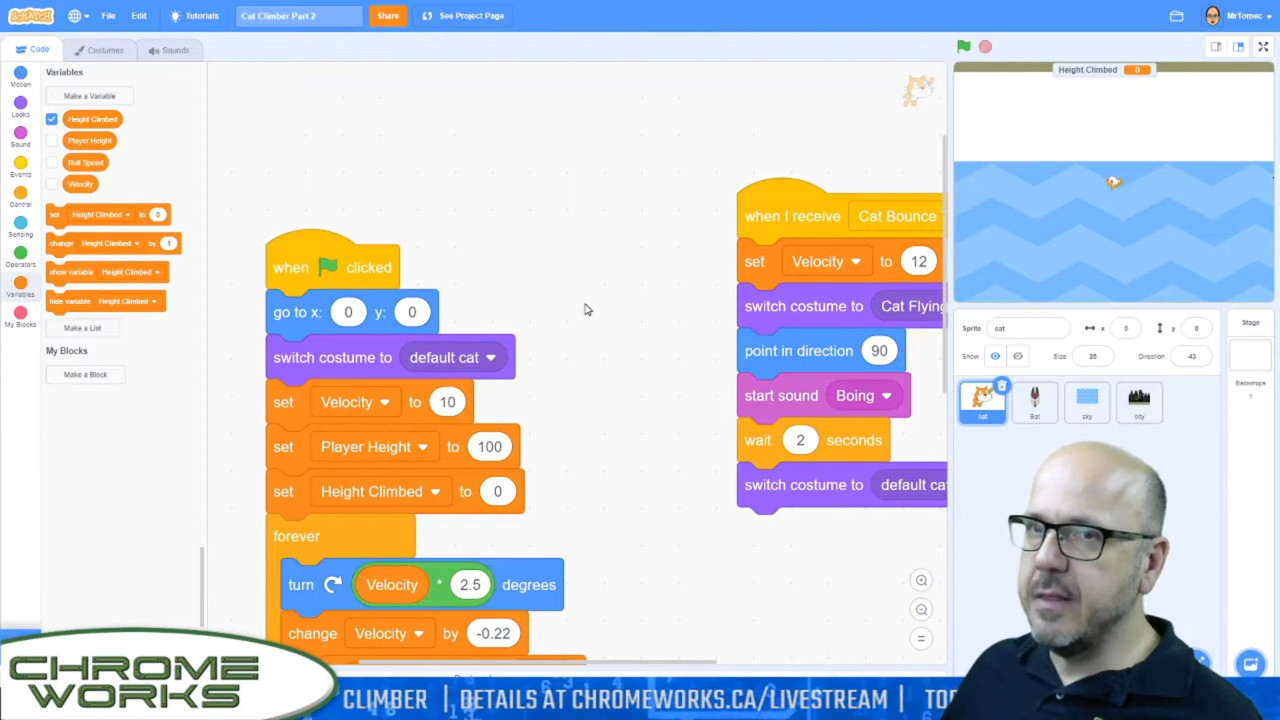 SCRATCH File Edit Tutorials Cat Climber Part 2 Share See Project Page MrTomec
Code Costumes Sounds
Motion
Looks
Sound
Events
Control
Sensing
Operators
Variables
My Blocks
Variables
Make a Variable
Height Climbed
Player Height
Roll Speed
Velocity
set Height Climbed to 0
change Height Climbed by 1
show variable Height Climbed
hide variable Height Climbed
Make a List
My Blocks
Make a Block
when clicked
go to x: 0 y: 0
switch costume to default cat
set Velocity to 10
set Player Height to 100
set Height Climbed to 0
forever
turn Velocity * 2.5 degrees
change Velocity by -0.22
when I receive Cat Bounce
set Velocity to 12
switch costume to Cat Flying
point in direction 90
start sound Boing
wait 2 seconds
switch costume to default ca
Height Climbed 0
Sprite cat x 0 y 0
Show Size 25 Direction -43
cat Bat sky city
Stage
Backdrops
1
CHROME
WORKS
CLIMBER | DETAILS AT CHROMEWORKS.CA/LIVESTREAM |